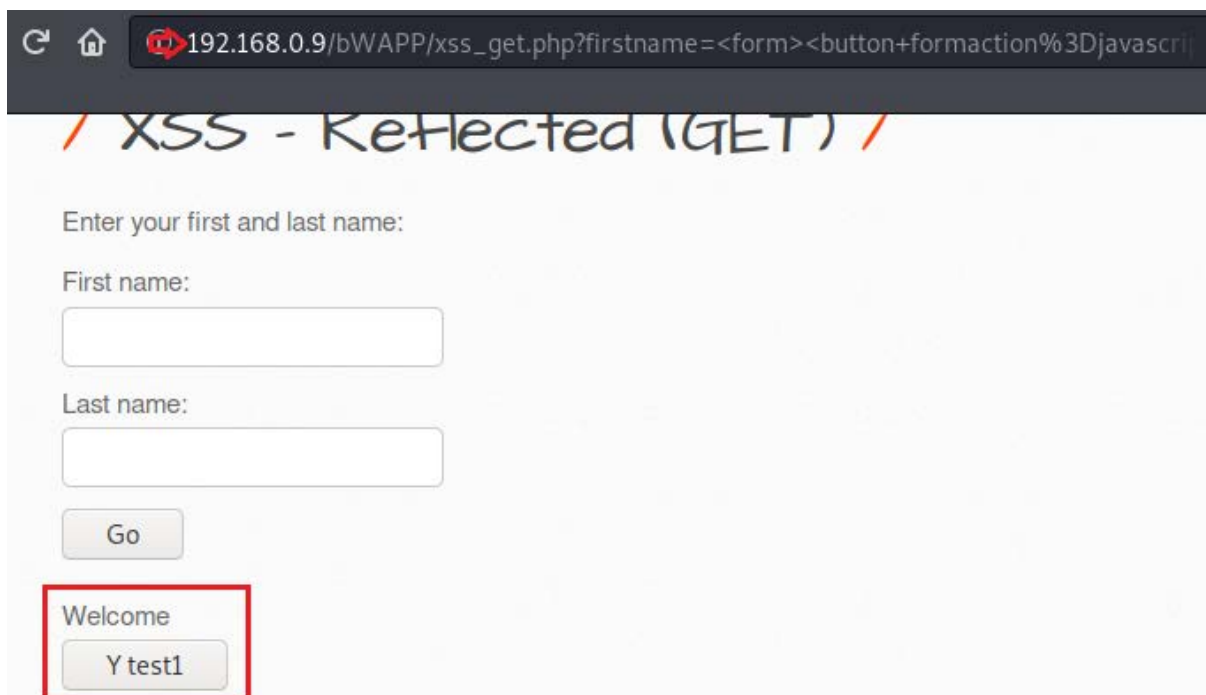 192.168.0.9/bWAPP/xss_get.php?firstname=<form><button+formaction%3Djavascri
/ XSS - Reflected (GET) /
Enter your first and last name:
First name:
Last name:
Go
Welcome
Y test1